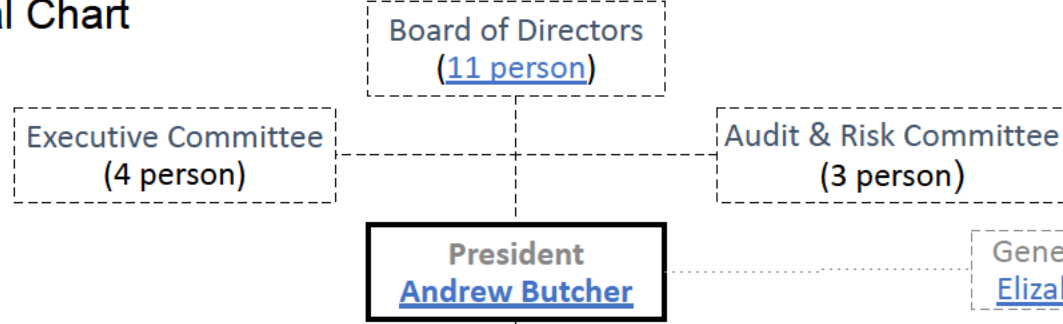 Chart
Board of Directors
(11 person)
Executive Committee
(4 person)
Audit & Risk Committee
(3 person)
President
Andrew Butcher